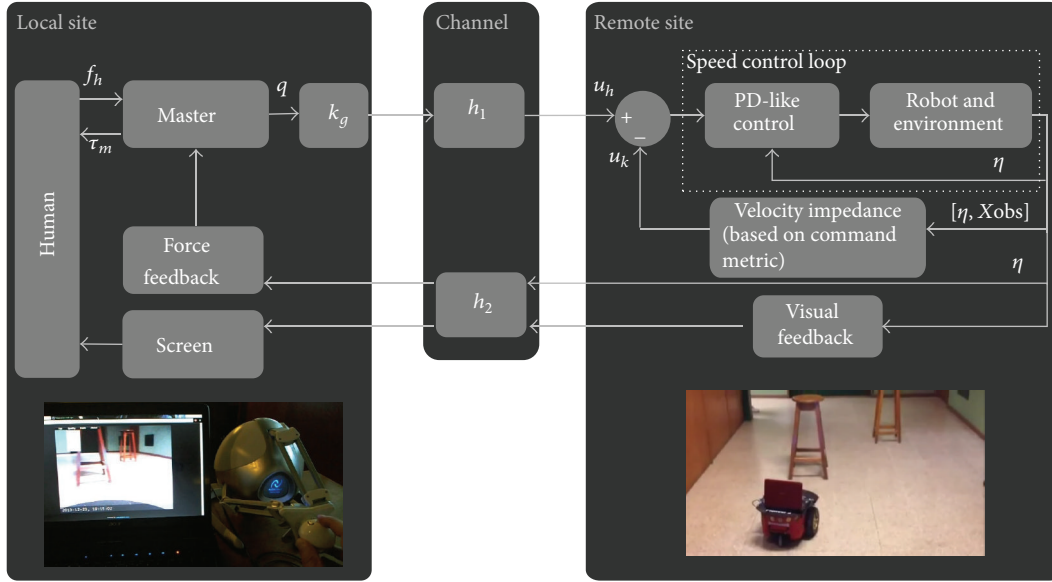 Local site
Human
f_h
τ_m
Master
q
k_g
Force
feedback
Screen
Channel
h_1
h_2
Remote site
u_h
+
−
u_k
Speed control loop
PD-like
control
Robot and
environment
η
Velocity impedance
(based on command
metric)
[η, Xobs]
η
Visual
feedback